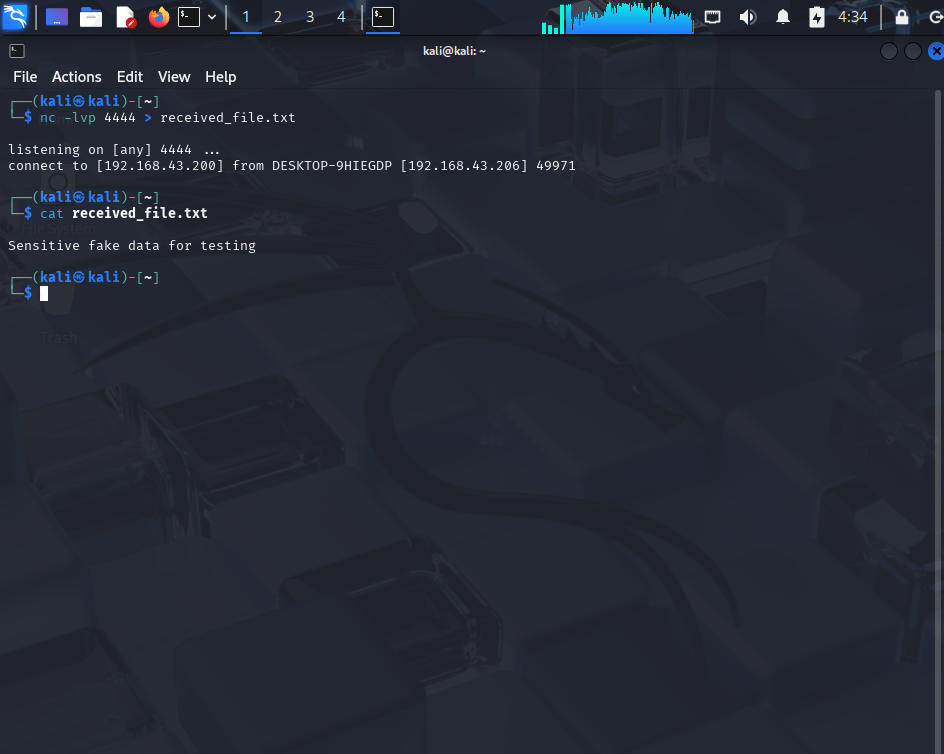 1 2 3 4 4:34
kali@kali: ~
File Actions Edit View Help
┌──(kali㉿kali)-[~]
└─$ nc -lvp 4444 > received_file.txt
listening on [any] 4444 ...
connect to [192.168.43.200] from DESKTOP-9HIEGDP [192.168.43.206] 49971
┌──(kali㉿kali)-[~]
└─$ cat received_file.txt
File System
Sensitive fake data for testing
┌──(kali㉿kali)-[~]
└─$
Trash